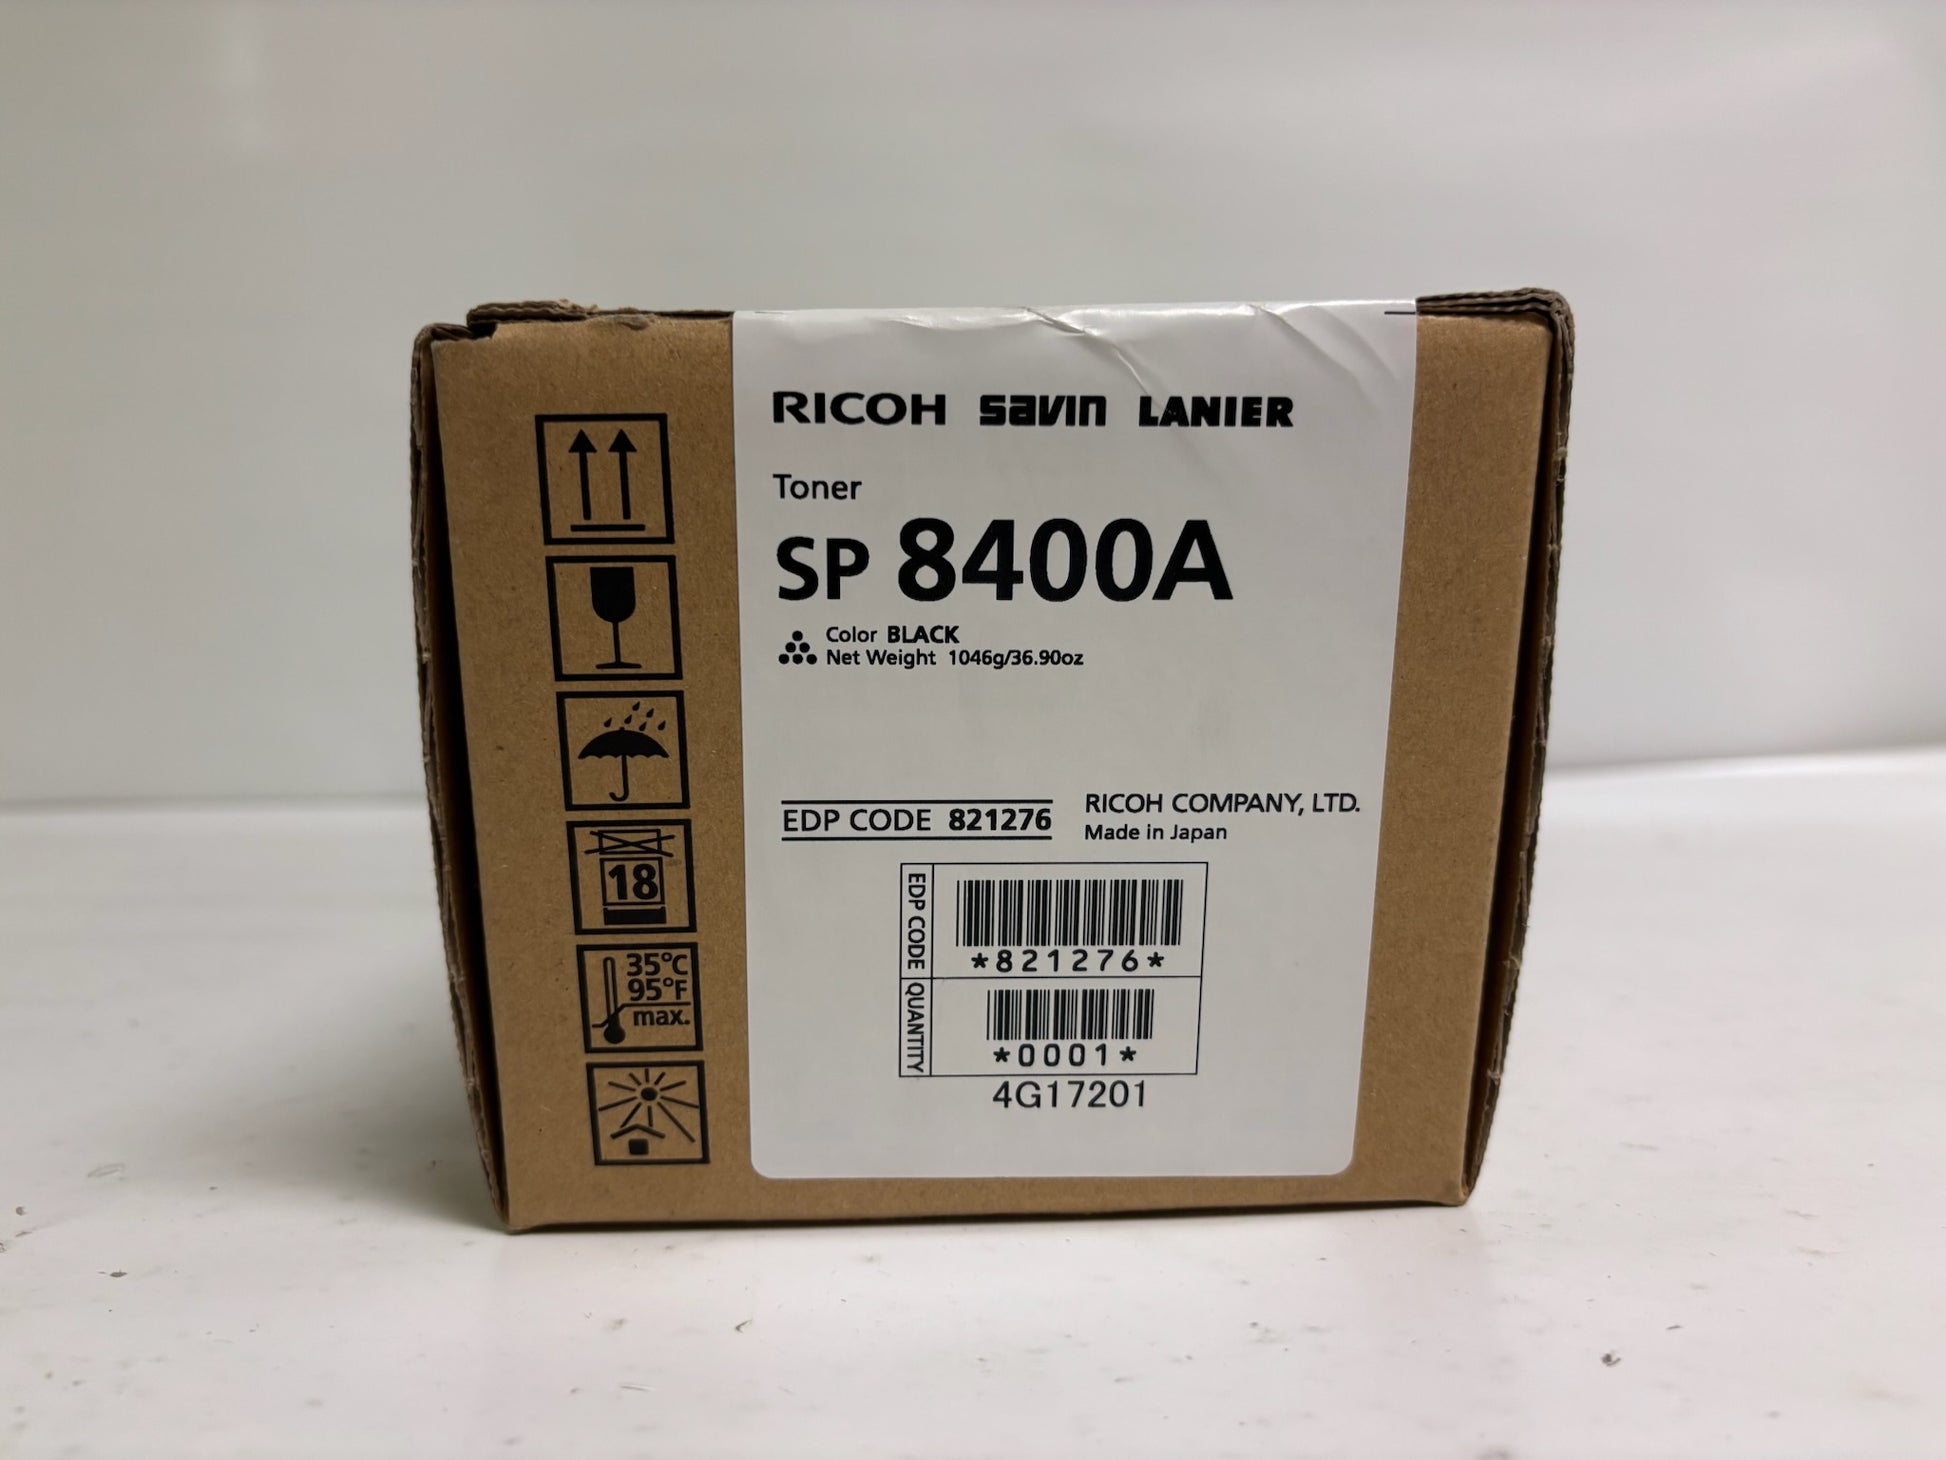 RICOH savin LANIER
Toner
SP 8400A
Color BLACK
Net Weight 1046g/36.90oz
EDP CODE 821276
RICOH COMPANY, LTD.
Made in Japan
EDP CODE
*821276*
QUANTITY
*0001*
4G17201
18
35°C
95°F
max.